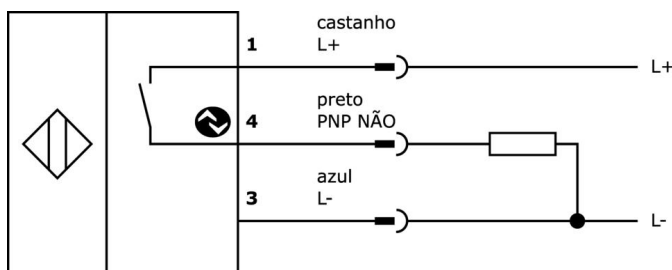 castanho
1 L+
L+
preto
4 PNP NÃO
azul
3 L-
L-